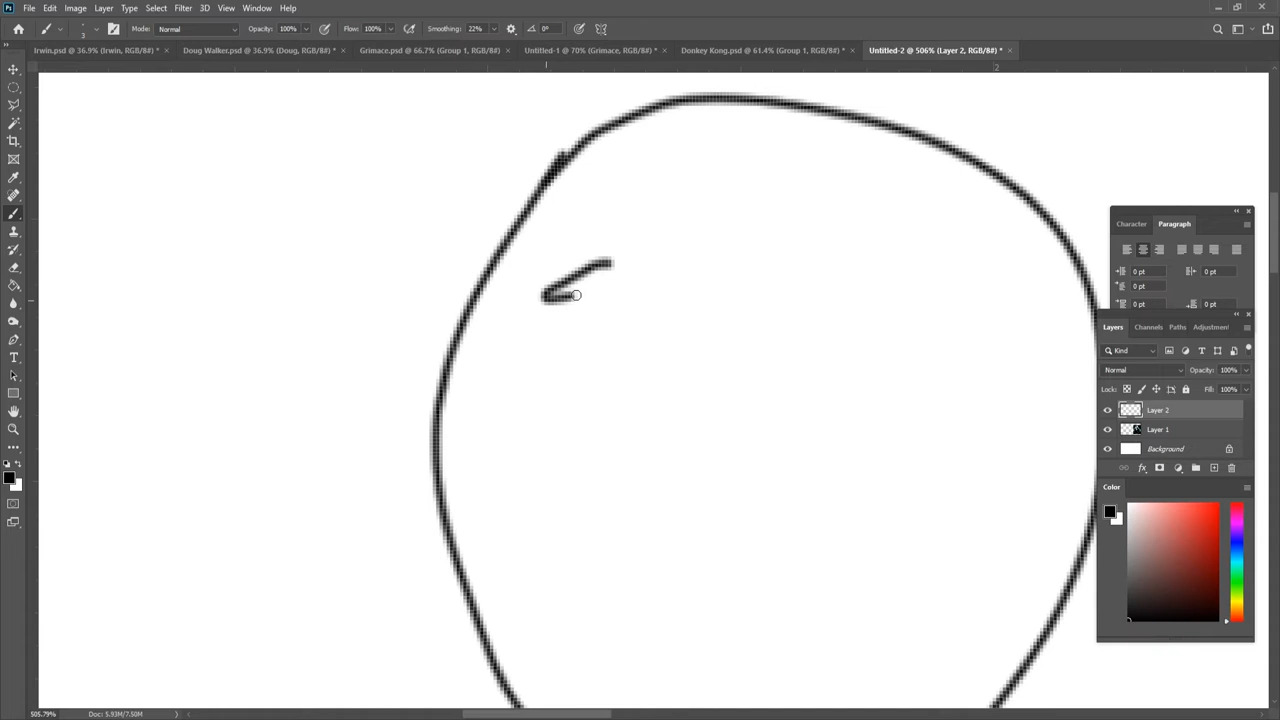 Ps File Edit Image Layer Type Select Filter 3D View Window Help
3 Mode: Normal Opacity: 100% Flow: 100% Smoothing: 22% 0°
Irwin.psd @ 36.9% (Irwin, RGB/8#) * × Doug Walker.psd @ 36.9% (Doug, RGB/8#) * × Grimace.psd @ 66.7% (Group 1, RGB/8#) × Untitled-1 @ 70% (Grimace, RGB/8#) * × Donkey Kong.psd @ 61.4% (Group 1, RGB/8#) * × Untitled-2 @ 506% (Layer 2, RGB/8#) * ×
2
Character Paragraph
0 pt 0 pt
0 pt
0 pt 0 pt
Layers Channels Paths Adjustment
Kind
Normal Opacity: 100%
Lock: Fill: 100%
Layer 2
Layer 1
Background
fx
Color
505.79% Doc: 5.93M/7.50M